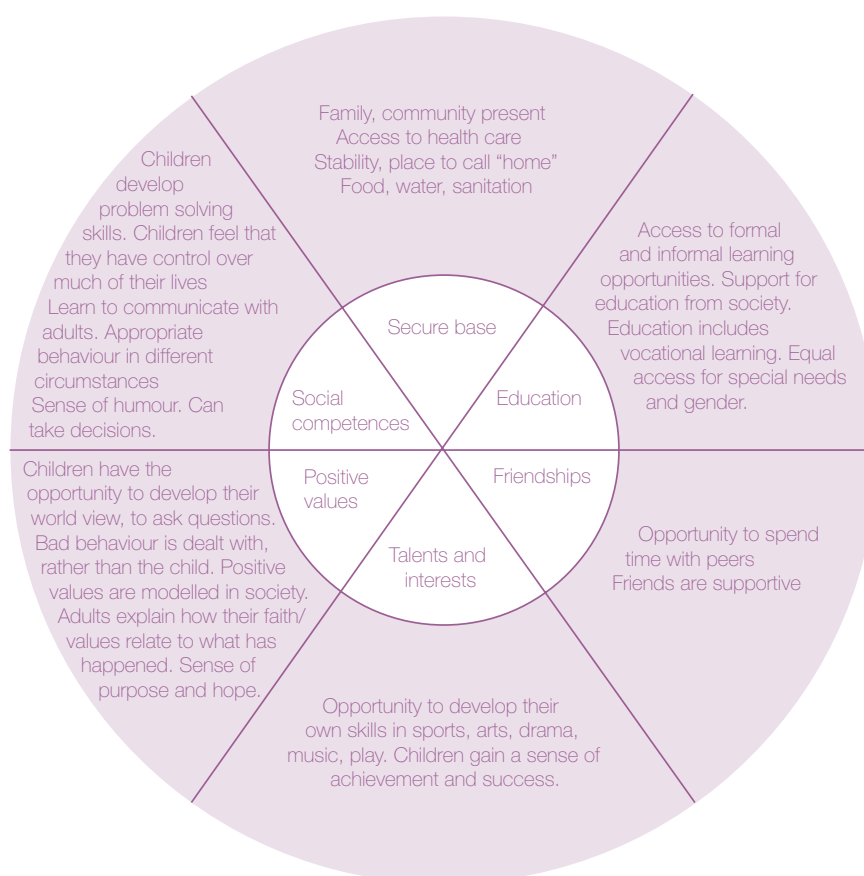 Family, community present
Access to health care
Stability, place to call “home”
Food, water, sanitation
Secure base
Access to formal
and informal learning
opportunities. Support for
education from society.
Education includes
vocational learning. Equal
access for special needs
and gender.
Education
Opportunity to spend
time with peers
Friends are supportive
Friendships
Opportunity to develop their
own skills in sports, arts, drama,
music, play. Children gain a sense of
achievement and success.
Talents and
interests
Children have the
opportunity to develop their
world view, to ask questions.
Bad behaviour is dealt with,
rather than the child. Positive
values are modelled in society.
Adults explain how their faith/
values relate to what has
happened. Sense of
purpose and hope.
Positive
values
Children
develop
problem solving
skills. Children feel that
they have control over
much of their lives
Learn to communicate with
adults. Appropriate
behaviour in different
circumstances
Sense of humour. Can
take decisions.
Social
competences